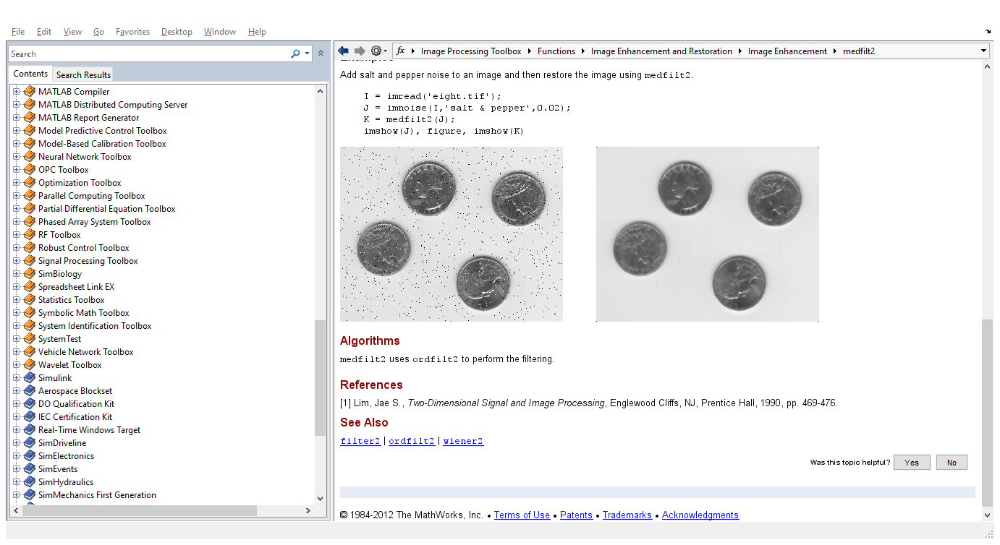 File Edit View Go Favorites Desktop Window Help
Search
Contents Search Results
MATLAB Compiler
MATLAB Distributed Computing Server
MATLAB Report Generator
Model Predictive Control Toolbox
Model-Based Calibration Toolbox
Neural Network Toolbox
OPC Toolbox
Optimization Toolbox
Parallel Computing Toolbox
Partial Differential Equation Toolbox
Phased Array System Toolbox
RF Toolbox
Robust Control Toolbox
Signal Processing Toolbox
SimBiology
Spreadsheet Link EX
Statistics Toolbox
Symbolic Math Toolbox
System Identification Toolbox
SystemTest
Vehicle Network Toolbox
Wavelet Toolbox
Simulink
Aerospace Blockset
DO Qualification Kit
IEC Certification Kit
Real-Time Windows Target
SimDriveline
SimElectronics
SimEvents
SimHydraulics
SimMechanics First Generation
fx Image Processing Toolbox Functions Image Enhancement and Restoration Image Enhancement medfilt2
Examples
Add salt and pepper noise to an image and then restore the image using medfilt2.
I = imread('eight.tif');
J = imnoise(I,'salt & pepper',0.02);
K = medfilt2(J);
imshow(J), figure, imshow(K)
Algorithms
medfilt2 uses ordfilt2 to perform the filtering.
References
[1] Lim, Jae S., Two-Dimensional Signal and Image Processing, Englewood Cliffs, NJ, Prentice Hall, 1990, pp. 469-476.
See Also
filter2 | ordfilt2 | wiener2
Was this topic helpful? Yes No
© 1984-2012 The MathWorks, Inc. • Terms of Use • Patents • Trademarks • Acknowledgments